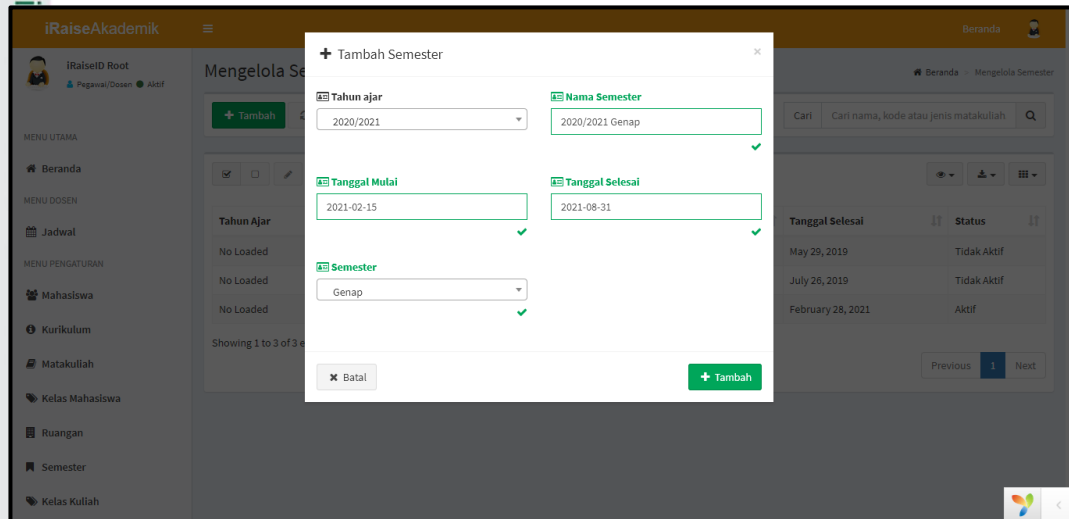 iRaiseAkademik
Beranda
iRaiseID Root
Pegawai/Dosen Aktif
MENU UTAMA
Beranda
MENU DOSEN
Jadwal
MENU PENGATURAN
Mahasiswa
Kurikulum
Matakuliah
Kelas Mahasiswa
Ruangan
Semester
Kelas Kuliah
Mengelola Se
Beranda > Mengelola Semester
+ Tambah
Cari Cari nama, kode atau jenis matakuliah
Tahun Ajar Tanggal Selesai Status
No Loaded May 29, 2019 Tidak Aktif
No Loaded July 26, 2019 Tidak Aktif
No Loaded February 28, 2021 Aktif
Showing 1 to 3 of 3 e
Previous 1 Next
+ Tambah Semester ×
Tahun ajar Nama Semester
2020/2021 2020/2021 Genap
Tanggal Mulai Tanggal Selesai
2021-02-15 2021-08-31
Semester
Genap
Batal + Tambah